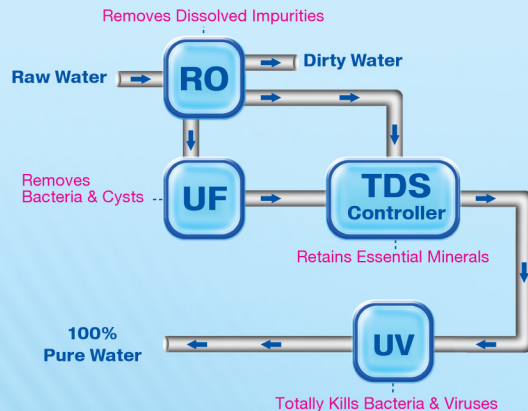 Removes Dissolved Impurities
RO
Dirty Water
Raw Water
Removes
Bacteria & Cysts
UF
TDS
Controller
Retains Essential Minerals
100%
Pure Water
UV
Totally Kills Bacteria & Viruses